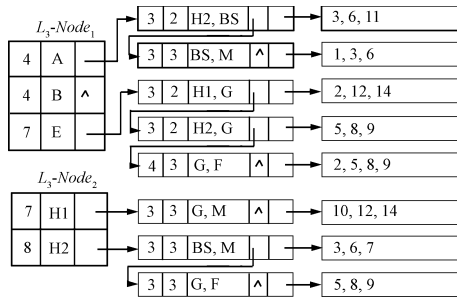 L3-Node1
3 2 H2, BS 3, 6, 11
4 A 3 3 BS, M ^ 1, 3, 6
4 B ^ 3 2 H1, G 2, 12, 14
7 E 3 2 H2, G 5, 8, 9
4 3 G, F ^ 2, 5, 8, 9
L3-Node2
7 H1 3 3 G, M ^ 10, 12, 14
8 H2 3 3 BS, M 3, 6, 7
3 3 G, F ^ 5, 8, 9